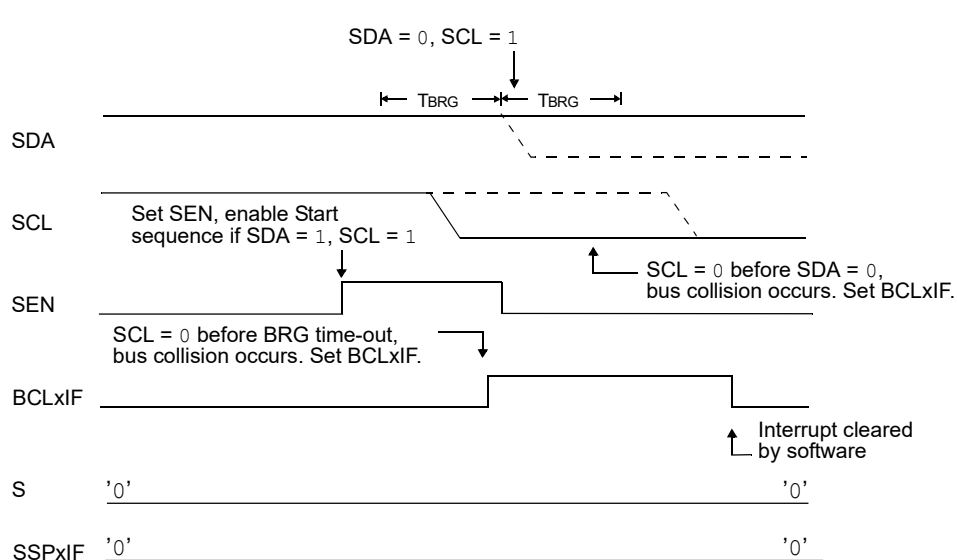 SDA = 0, SCL = 1
TBRG TBRG
SDA
SCL
Set SEN, enable Start
sequence if SDA = 1, SCL = 1
SCL = 0 before SDA = 0,
bus collision occurs. Set BCLxIF.
SEN
SCL = 0 before BRG time-out,
bus collision occurs. Set BCLxIF.
BCLxIF
Interrupt cleared
by software
S '0' '0'
SSPxIF '0' '0'